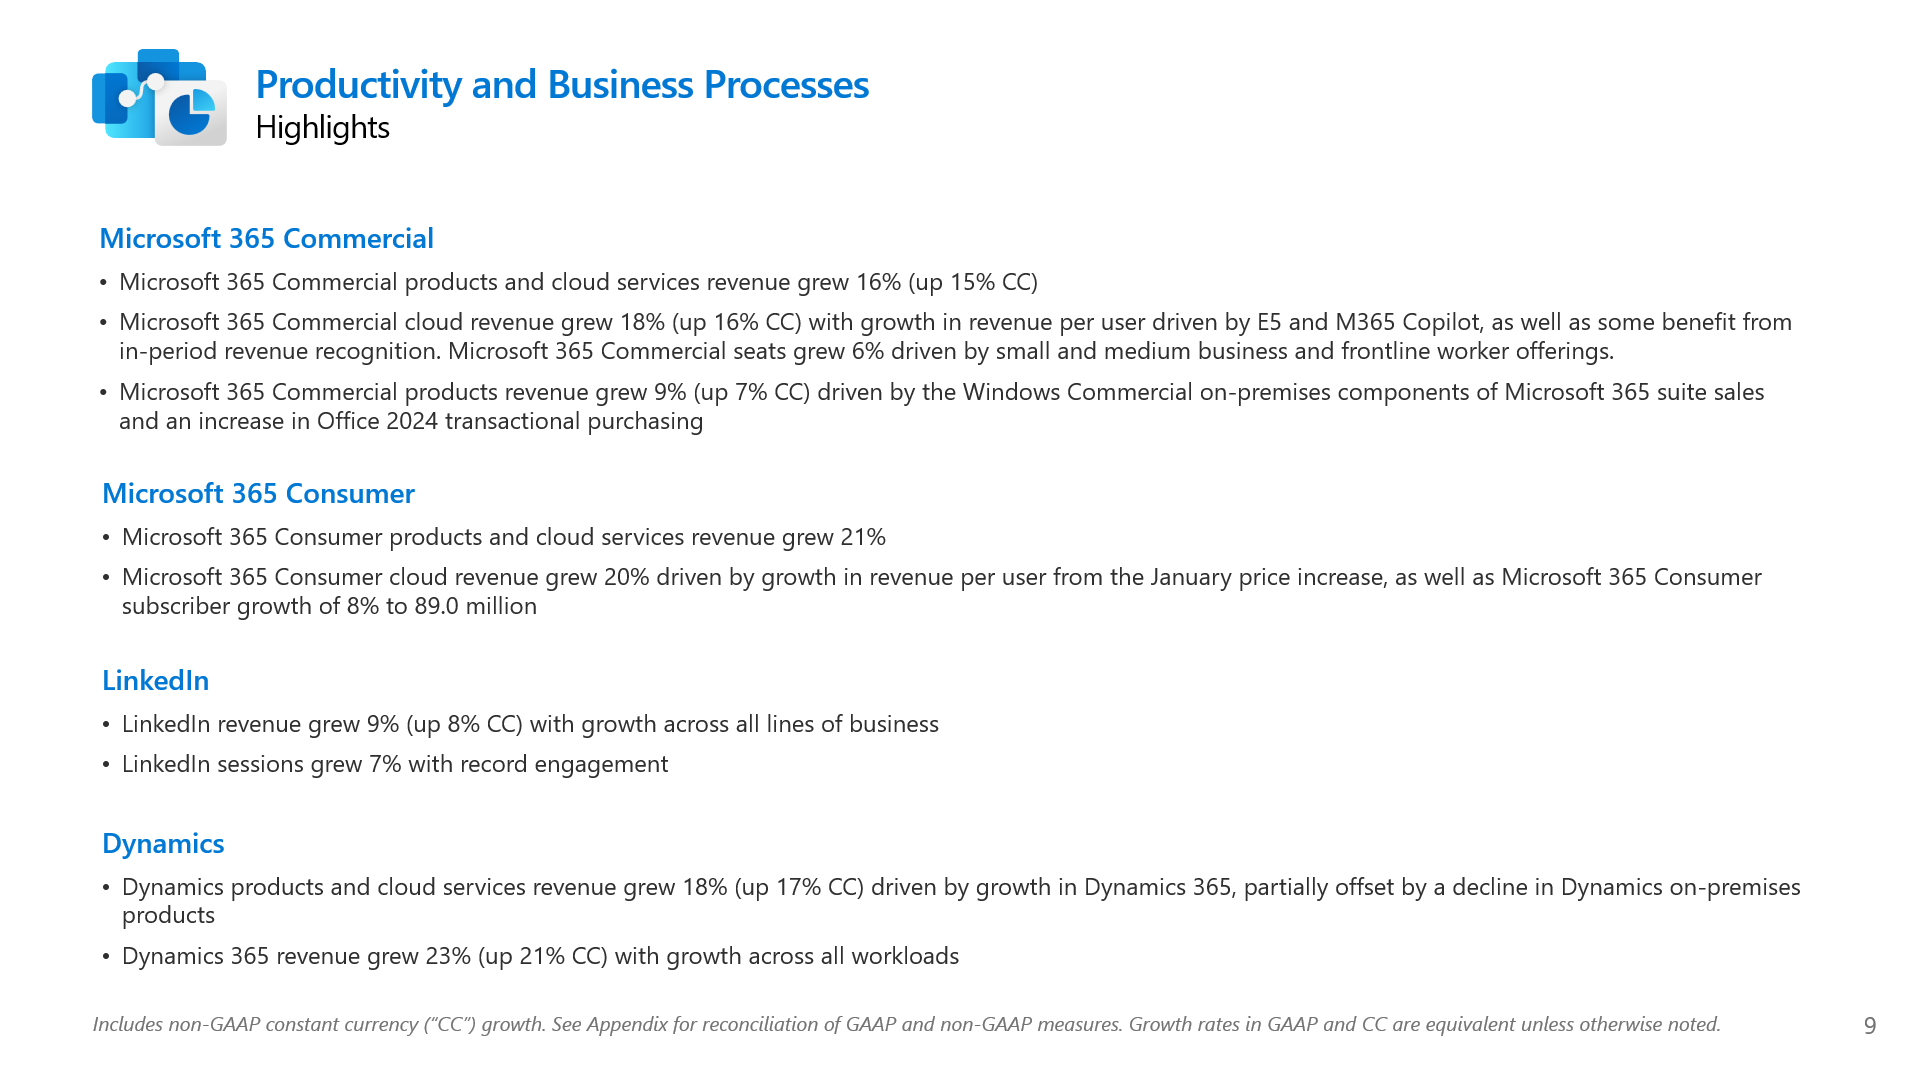 Productivity and Business Processes
Highlights
Microsoft 365 Commercial
• Microsoft 365 Commercial products and cloud services revenue grew 16% (up 15% CC)
• Microsoft 365 Commercial cloud revenue grew 18% (up 16% CC) with growth in revenue per user driven by E5 and M365 Copilot, as well as some benefit from
in-period revenue recognition. Microsoft 365 Commercial seats grew 6% driven by small and medium business and frontline worker offerings.
• Microsoft 365 Commercial products revenue grew 9% (up 7% CC) driven by the Windows Commercial on-premises components of Microsoft 365 suite sales
and an increase in Office 2024 transactional purchasing
Microsoft 365 Consumer
• Microsoft 365 Consumer products and cloud services revenue grew 21%
• Microsoft 365 Consumer cloud revenue grew 20% driven by growth in revenue per user from the January price increase, as well as Microsoft 365 Consumer
subscriber growth of 8% to 89.0 million
LinkedIn
• LinkedIn revenue grew 9% (up 8% CC) with growth across all lines of business
• LinkedIn sessions grew 7% with record engagement
Dynamics
• Dynamics products and cloud services revenue grew 18% (up 17% CC) driven by growth in Dynamics 365, partially offset by a decline in Dynamics on-premises
products
• Dynamics 365 revenue grew 23% (up 21% CC) with growth across all workloads
Includes non-GAAP constant currency (“CC”) growth. See Appendix for reconciliation of GAAP and non-GAAP measures. Growth rates in GAAP and CC are equivalent unless otherwise noted.
9